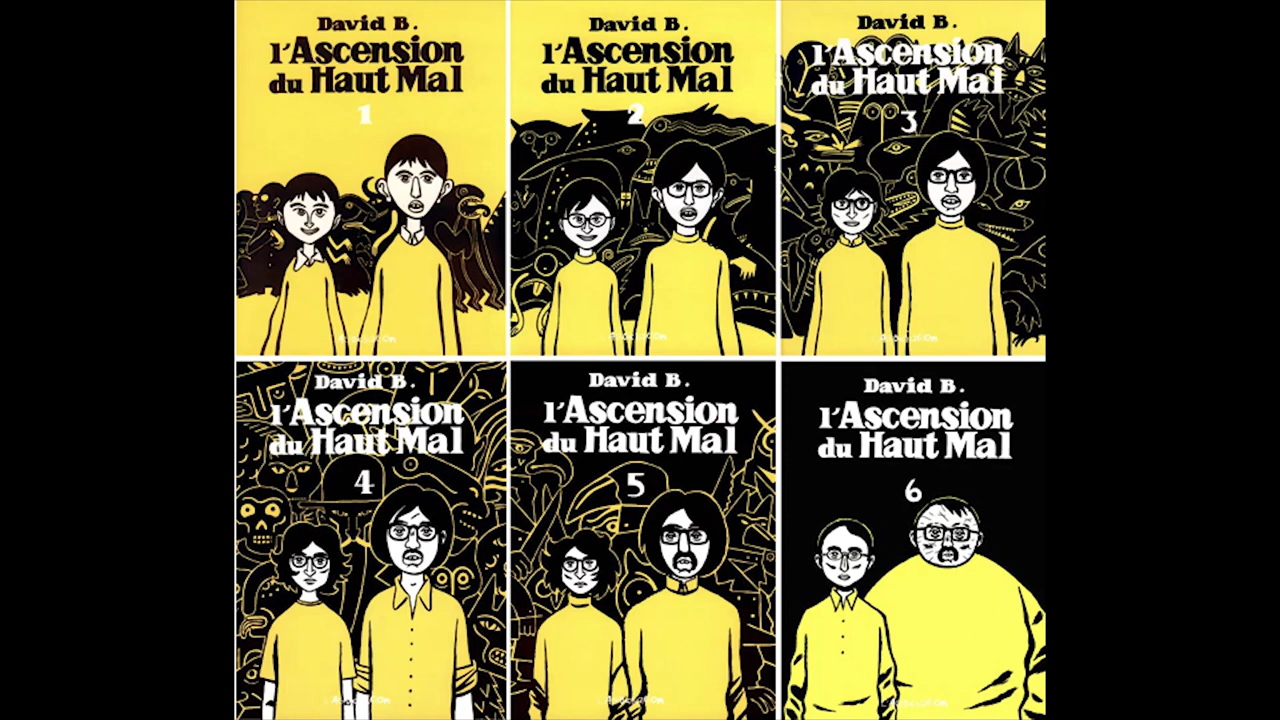 David B.
l'Ascension
du Haut Mal
1
David B.
l'Ascension
du Haut Mal
2
David B.
l'Ascension
du Haut Mal
3
David B.
l'Ascension
du Haut Mal
4
David B.
l'Ascension
du Haut Mal
5
David B.
l'Ascension
du Haut Mal
6